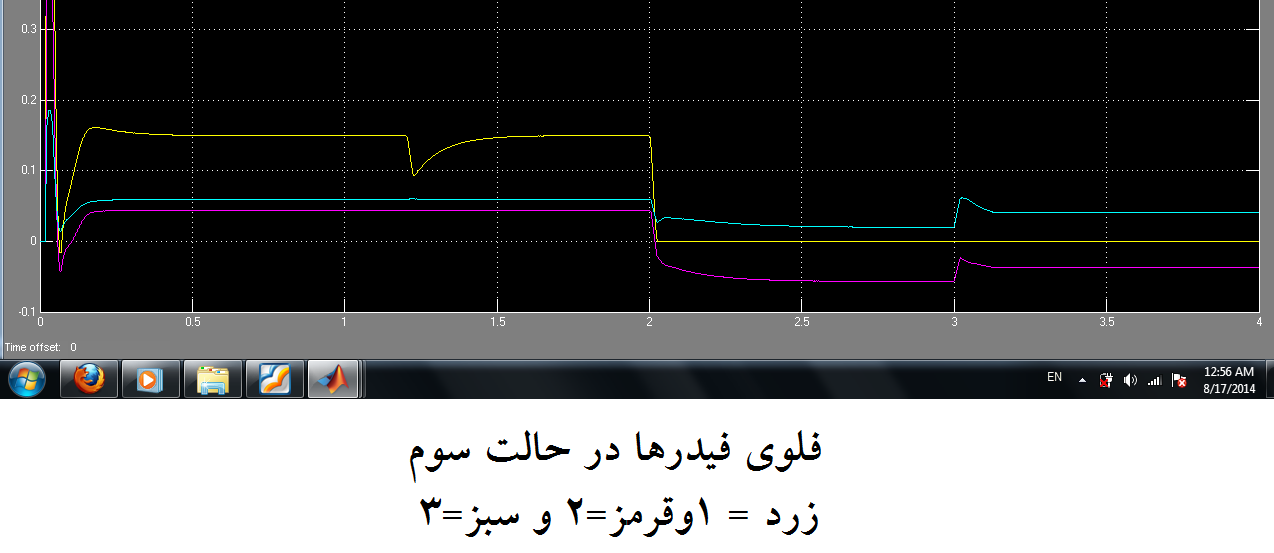 0.3
0.2
0.1
0
-0.1
0 0.5 1 1.5 2 2.5 3 3.5 4
Time offset: 0
EN 12:56 AM
8/17/2014
فلوی فیدرها در حالت سوم
زرد = ۱وقرمز=۲ و سبز=۳